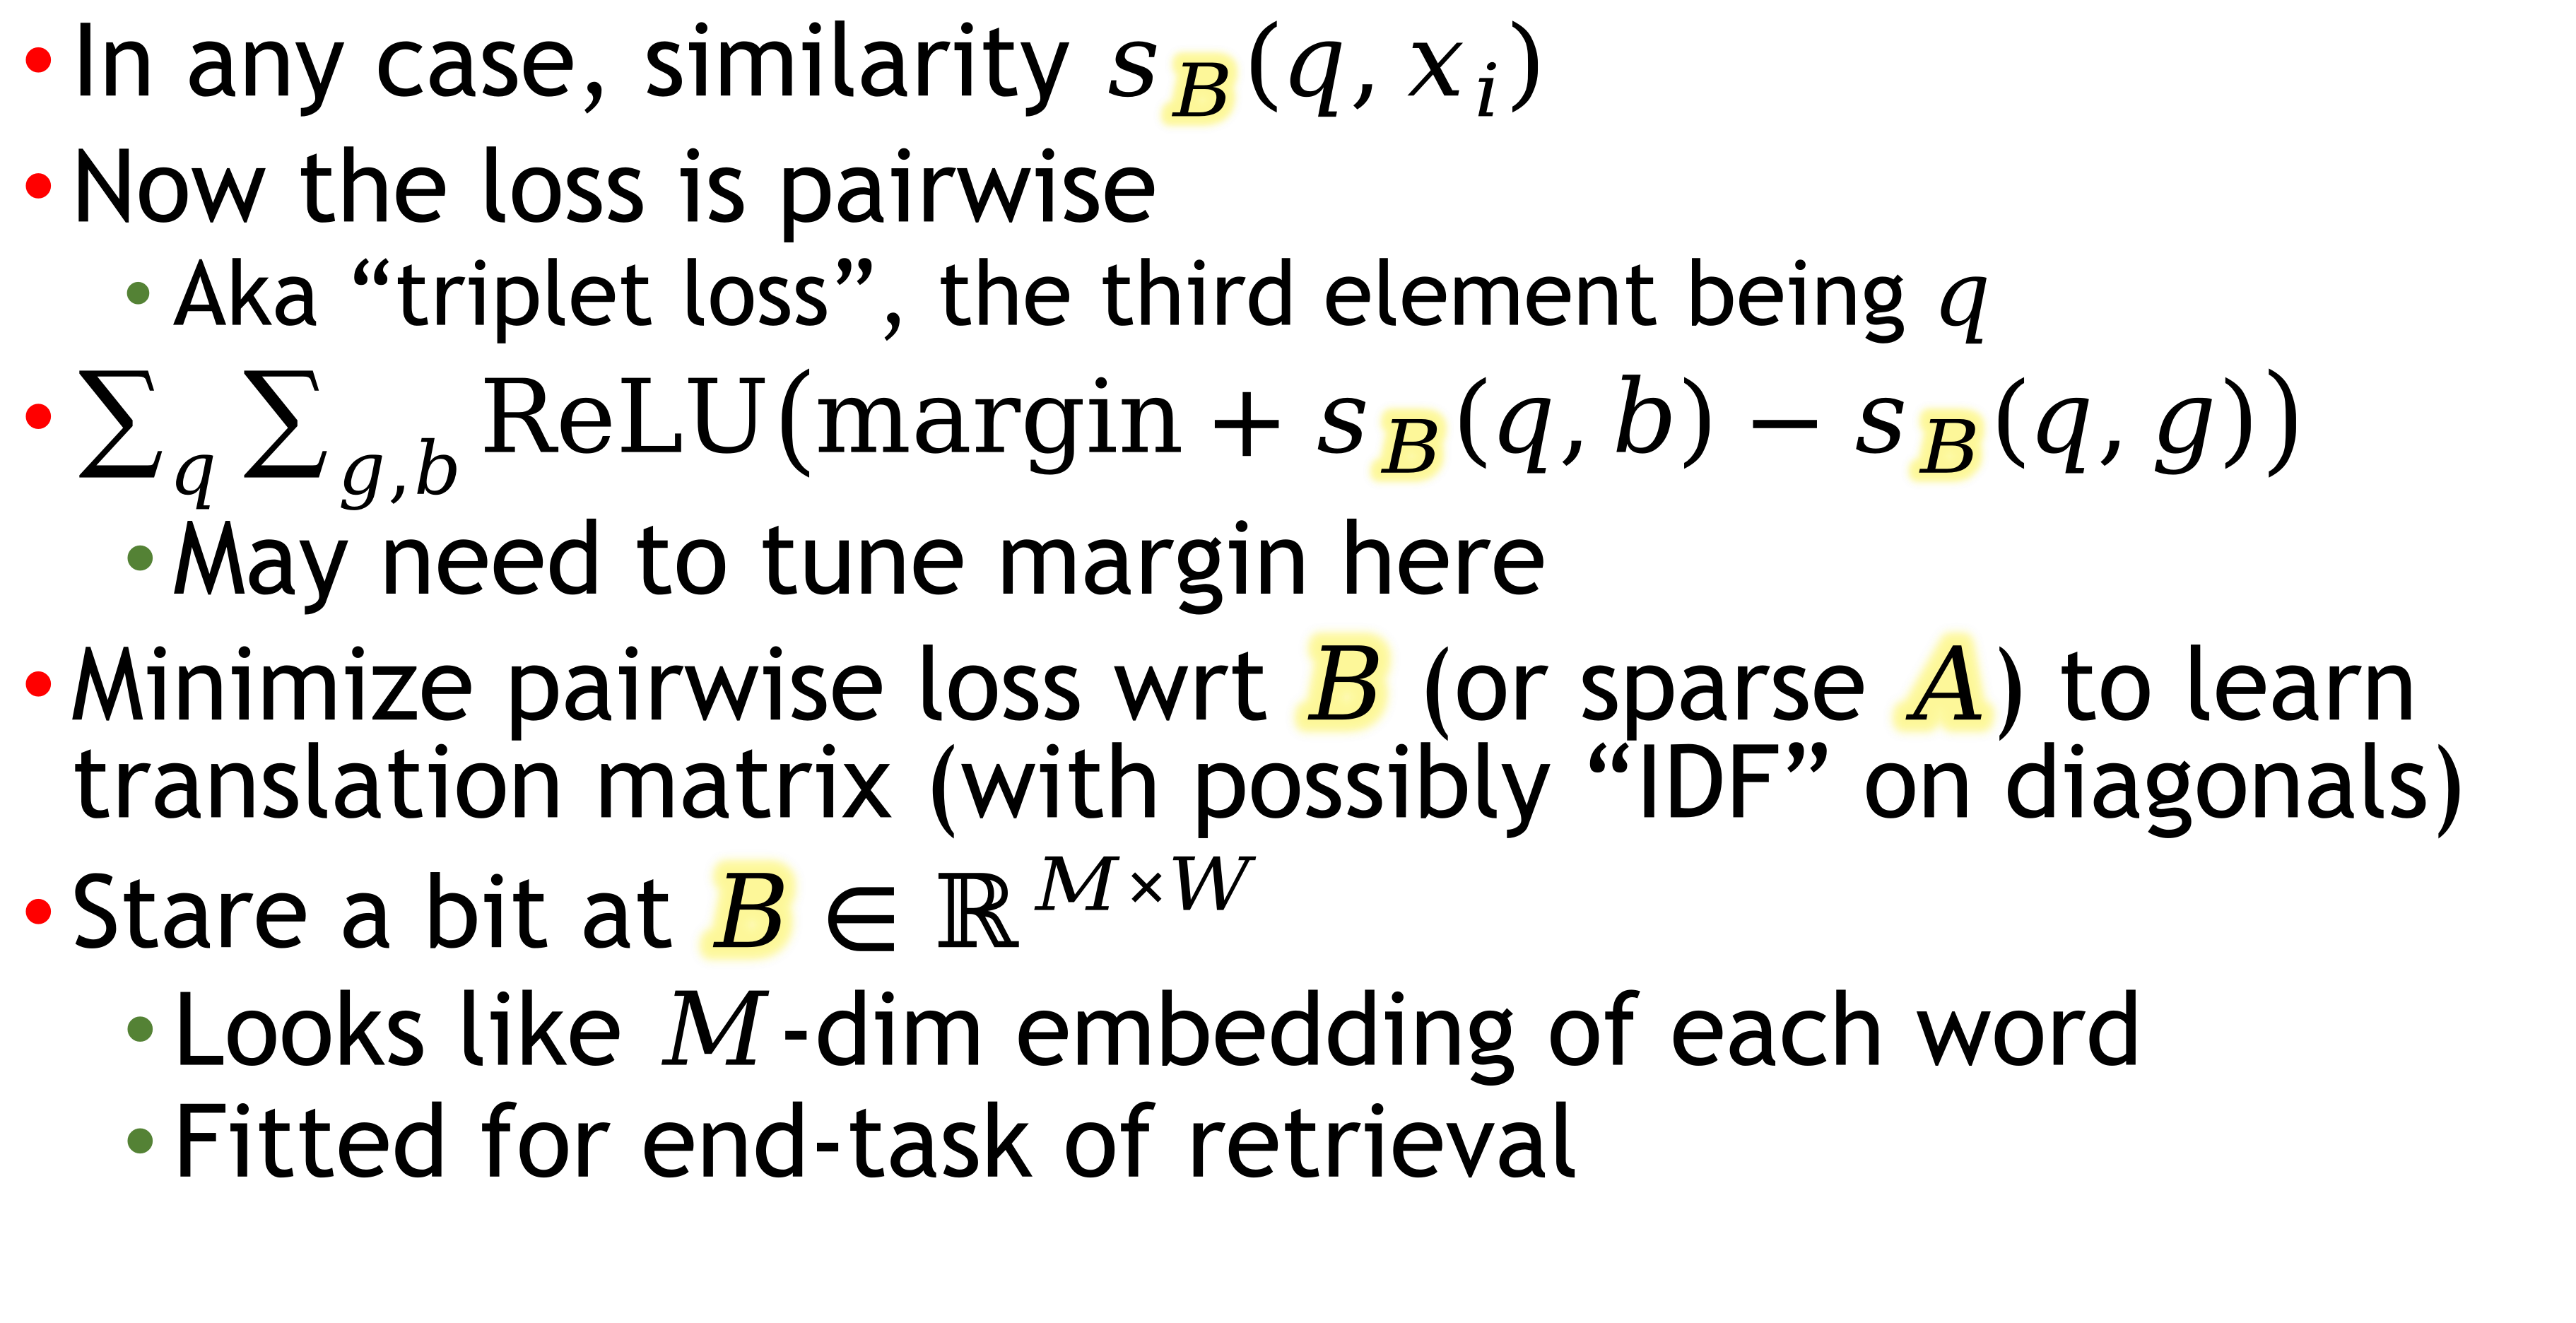 • In any case, similarity s_B(q, x_i)
• Now the loss is pairwise
• Aka “triplet loss”, the third element being q
• ∑_q ∑_{g,b} ReLU(margin + s_B(q, b) − s_B(q, g))
• May need to tune margin here
• Minimize pairwise loss wrt B (or sparse A) to learn
translation matrix (with possibly “IDF” on diagonals)
• Stare a bit at B ∈ ℝ^{M×W}
• Looks like M-dim embedding of each word
• Fitted for end-task of retrieval